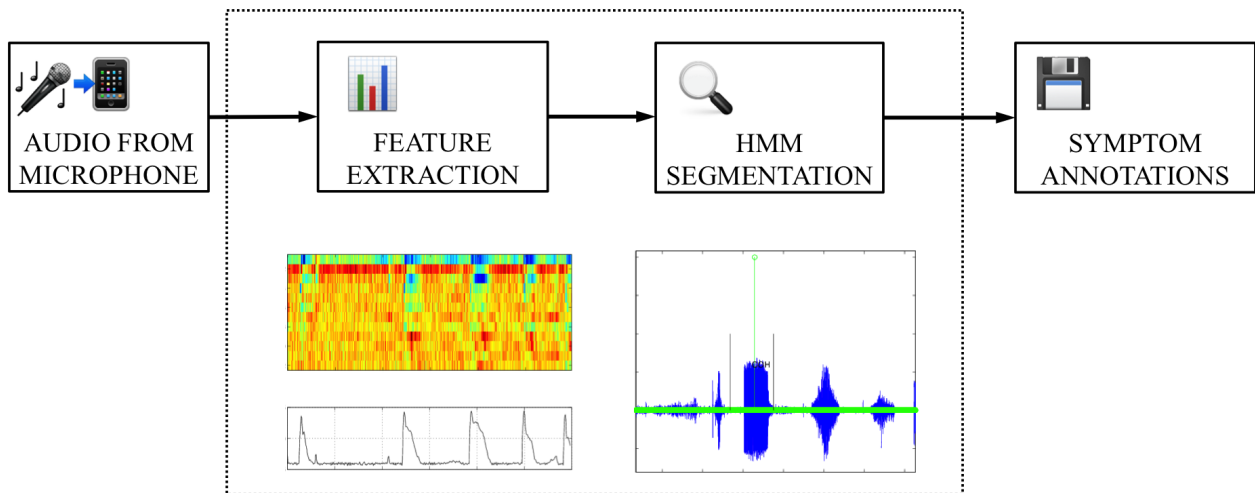 AUDIO FROM
MICROPHONE
FEATURE
EXTRACTION
HMM
SEGMENTATION
SYMPTOM
ANNOTATIONS